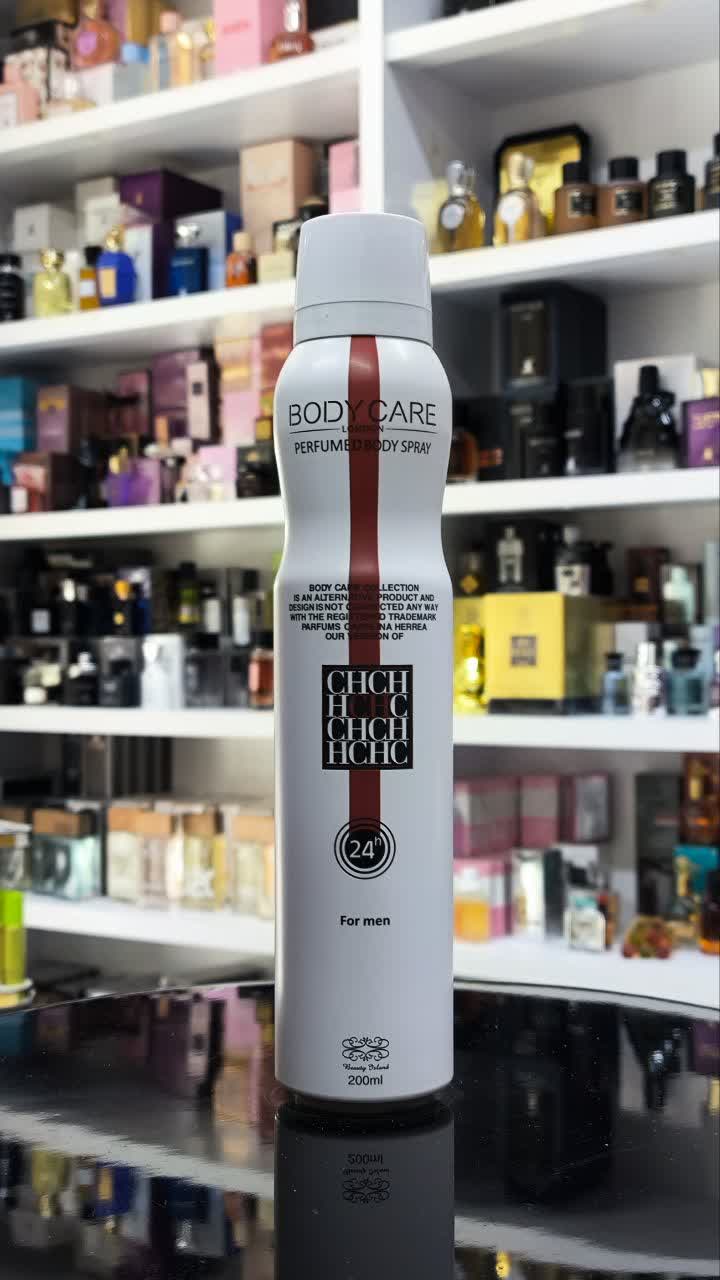 BODY CARE
LONDON
PERFUMED BODY SPRAY
BODY CARE COLLECTION
IS AN ALTERNATIVE PRODUCT AND
DESIGN IS NOT CONNECTED ANY WAY
WITH THE REGISTERED TRADEMARK
PARFUMS CAROLINA HERREA
OUR VERSION OF
CHCH
HCHC
CHCH
HCHC
24h
For men
Beauty Island
200ml